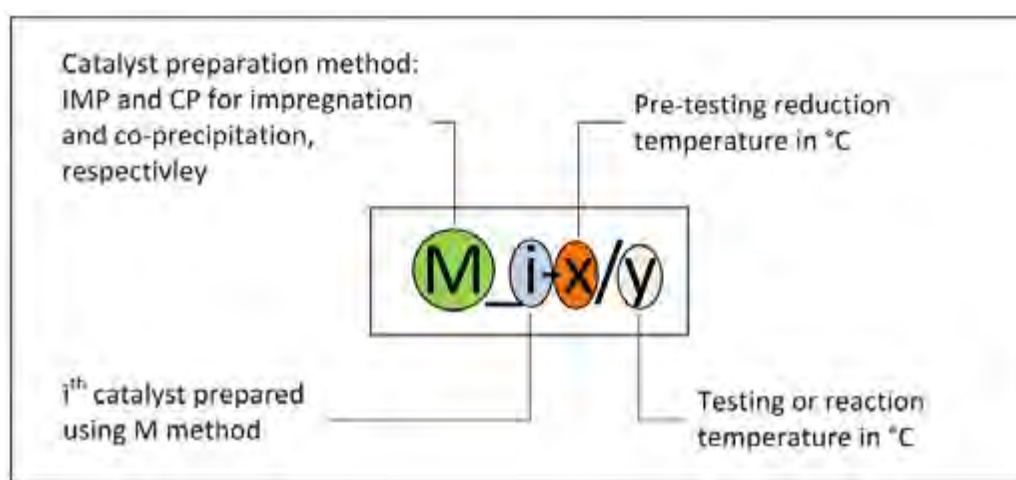 Catalyst preparation method:
IMP and CP for impregnation
and co-precipitation,
respectivley
Pre-testing reduction
temperature in °C
M_i-x/y
iᵗʰ catalyst prepared
using M method
Testing or reaction
temperature in °C